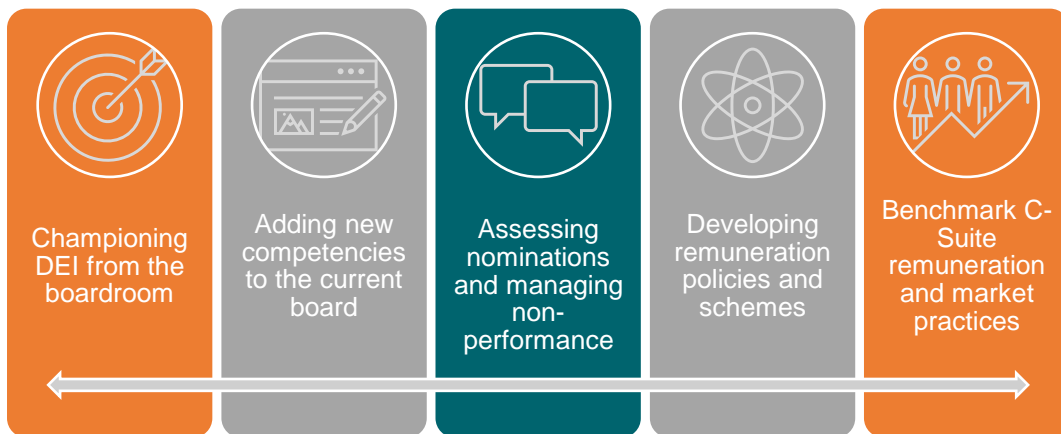 Championing
DEI from the
boardroom
Adding new
competencies
to the current
board
Assessing
nominations
and managing
non-
performance
Developing
remuneration
policies and
schemes
Benchmark C-
Suite
remuneration
and market
practices